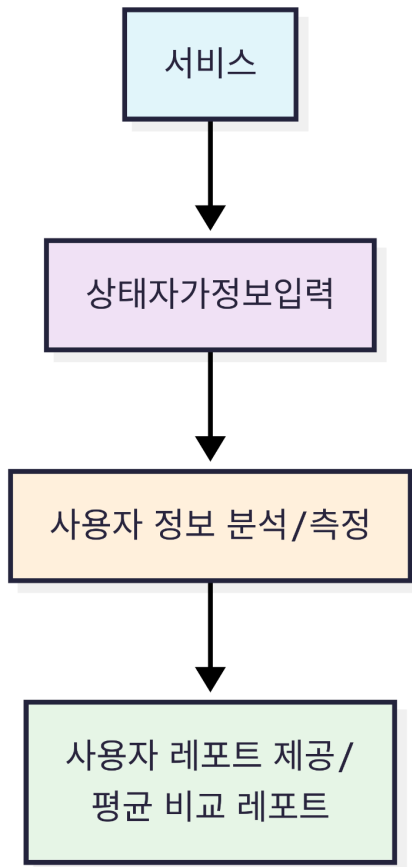 서비스
상태자가정보입력
사용자 정보 분석/측정
사용자 레포트 제공/
평균 비교 레포트